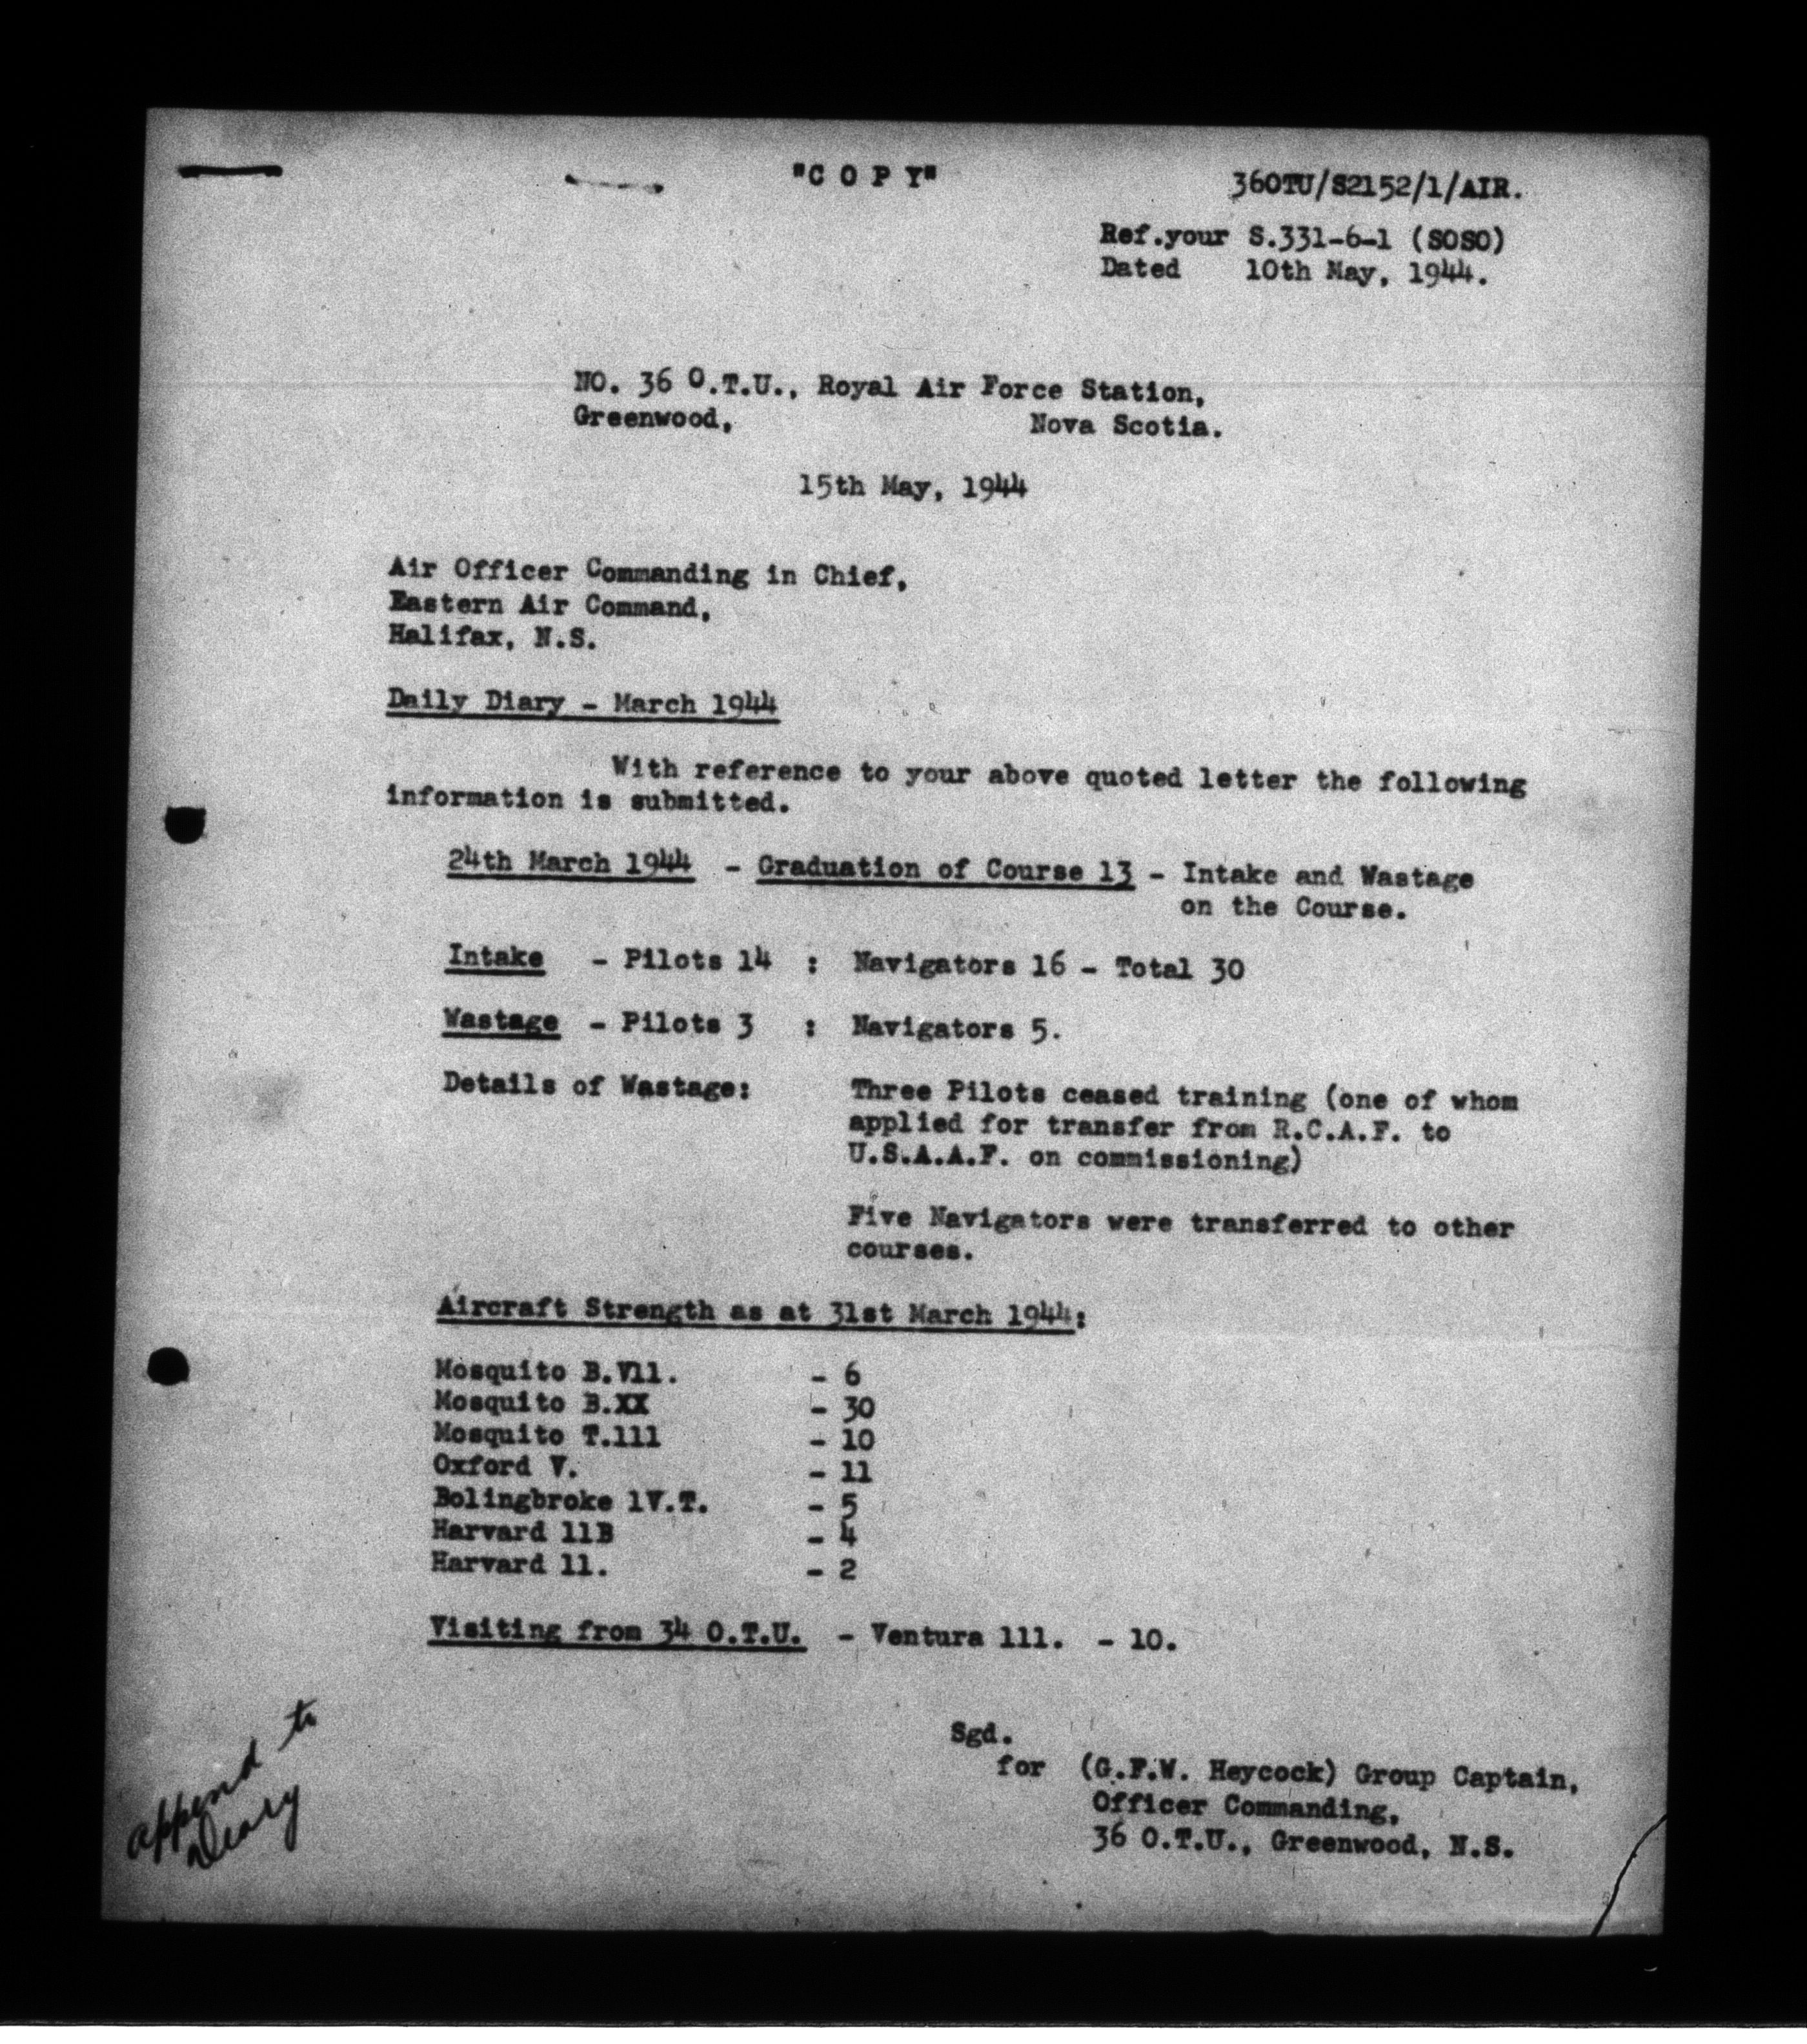 "C O P Y"
36OTU/S2152/1/AIR.
Ref.your S.331-6-1 (SOSO)
Dated 10th May, 1944.
NO. 36 O.T.U., Royal Air Force Station,
Greenwood, Nova Scotia.
15th May, 1944
Air Officer Commanding in Chief,
Eastern Air Command,
Halifax, N.S.
Daily Diary - March 1944
With reference to your above quoted letter the following
information is submitted.
24th March 1944 - Graduation of Course 13 - Intake and Wastage
on the Course.
Intake - Pilots 14 : Navigators 16 - Total 30
Wastage - Pilots 3 : Navigators 5.
Details of Wastage: Three Pilots ceased training (one of whom
applied for transfer from R.C.A.F. to
U.S.A.A.F. on commissioning)
Five Navigators were transferred to other
courses.
Aircraft Strength as at 31st March 1944:
Mosquito B.Vll. - 6
Mosquito B.XX - 30
Mosquito T.lll - 10
Oxford V. - 11
Bolingbroke lV.T. - 5
Harvard llB - 4
Harvard ll. - 2
Visiting from 34 O.T.U. - Ventura lll. - 10.
Sgd.
for (G.F.W. Heycock) Group Captain,
Officer Commanding,
36 O.T.U., Greenwood, N.S.
append to
Diary